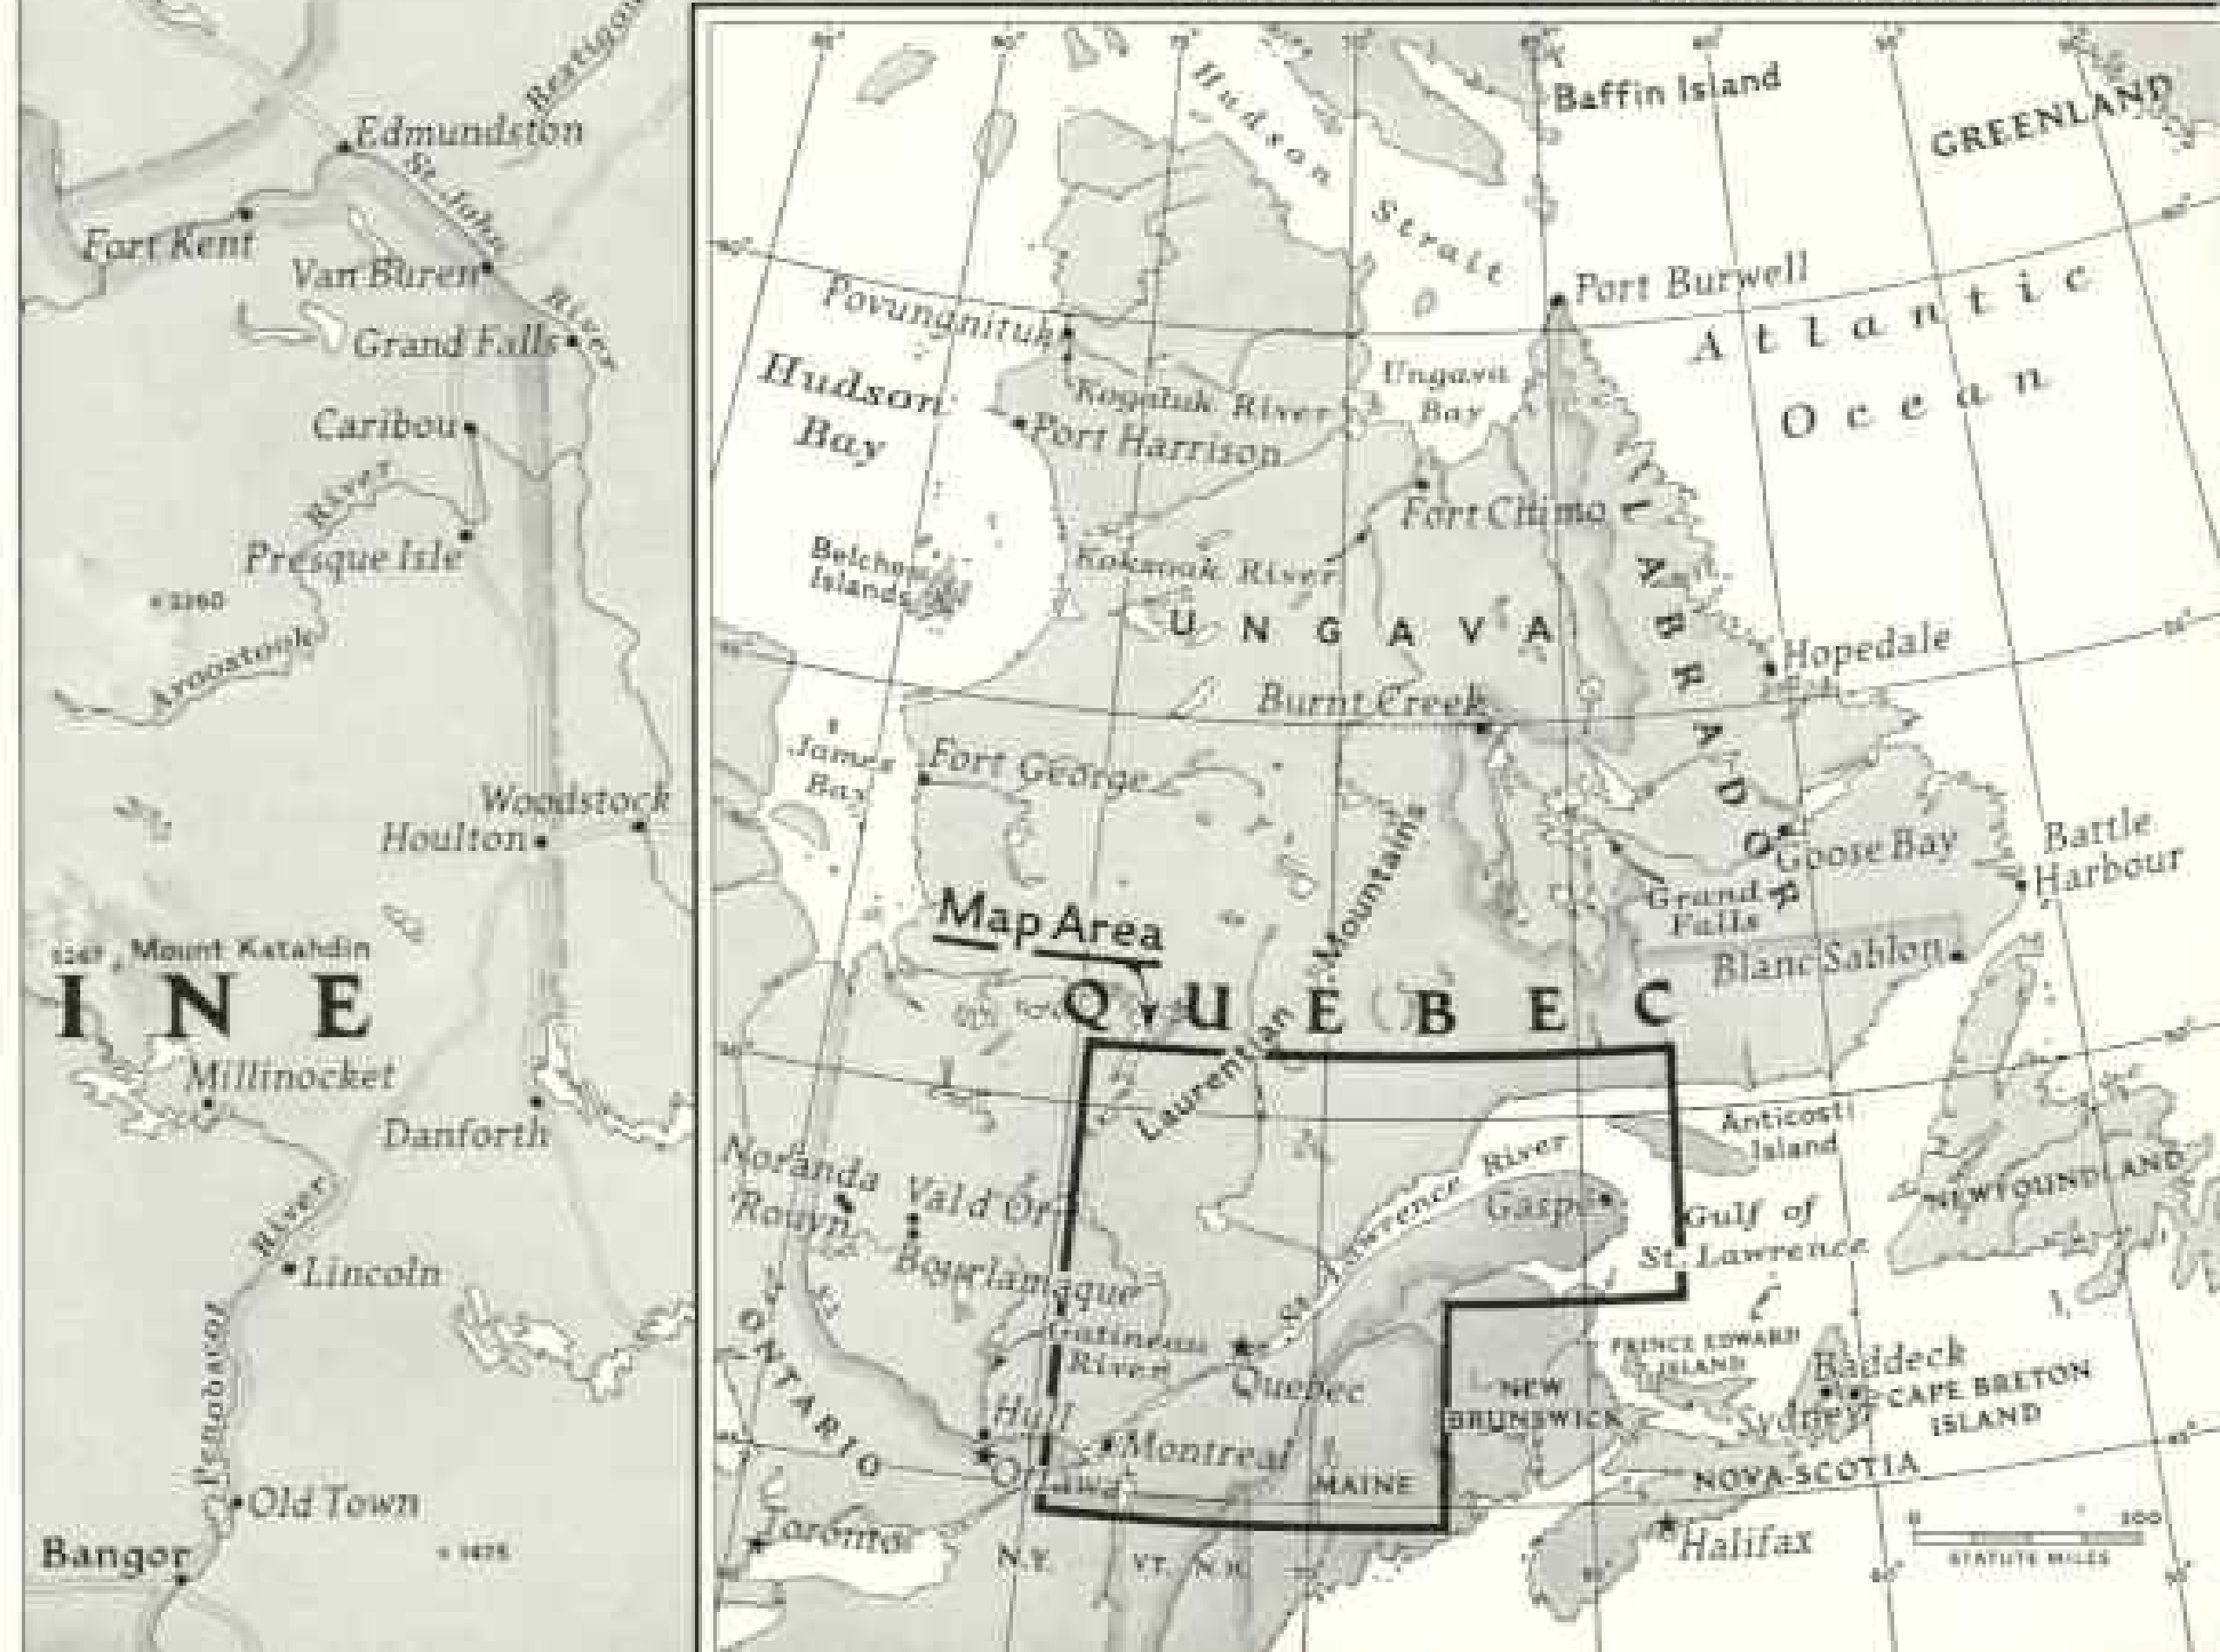 Edmundston
St. John
River
Fort Kent
Van Buren
Grand Falls
Caribou
River
Presque Isle
Aroostook
Woodstock
Houlton
5267 Mount Katahdin
I N E
Millinocket
Danforth
River
Lincoln
Penobscot
Old Town
Bangor
Hudson
Strait
Baffin Island
GREENLAND
Port Burwell
Atlantic
Ocean
Povungnituk
Hudson
Bay
Kogaluk River
Port Harrison
Ungava
Bay
Fort Chimo
Belcher
Islands
Koksoak River
UNGAVA
LABRADOR
Hopedale
Burnt Creek
James
Bay
Fort George
Goose Bay
Grand
Falls
Battle
Harbour
Blanc Sablon
Map Area
QUEBEC
Laurentian Mountains
Anticosti
Island
Noranda
Rouyn
Val d'Or
Bourlamaque
St. Lawrence River
Gaspé
Gulf of
St. Lawrence
NEWFOUNDLAND
ONTARIO
Gatineau
River
Quebec
Hull
Montreal
NEW
BRUNSWICK
PRINCE EDWARD
ISLAND
Baddeck
Sydney
CAPE BRETON
ISLAND
MAINE
NOVA SCOTIA
Toronto
N.Y.
VT.
N.H.
Halifax
0 200
STATUTE MILES